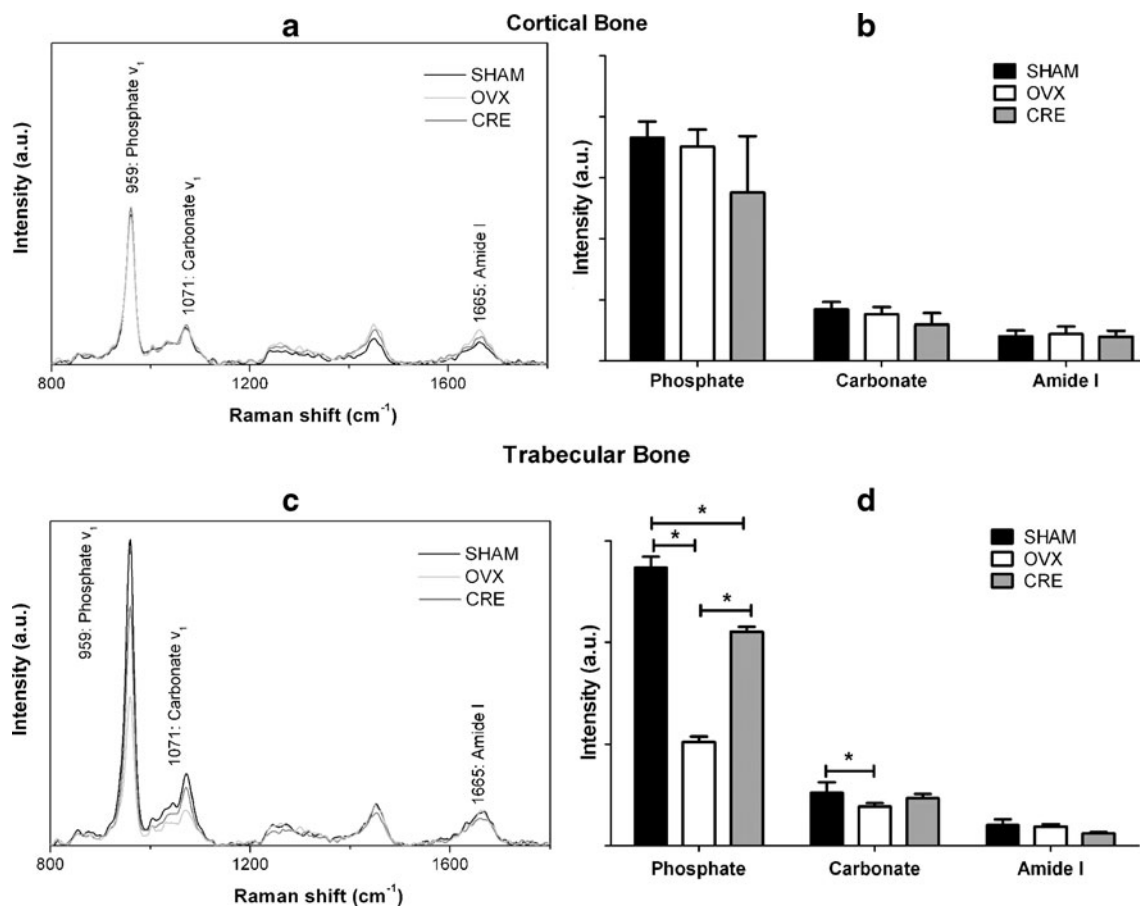 Cortical Bone
a
959: Phosphate v₁
1071: Carbonate v₁
1665: Amide I
SHAM
OVX
CRE
Intensity (a.u.)
800 1200 1600
Raman shift (cm⁻¹)
b
SHAM
OVX
CRE
Intensity (a.u.)
Phosphate Carbonate Amide I
Trabecular Bone
c
959: Phosphate v₁
1071: Carbonate v₁
1665: Amide I
SHAM
OVX
CRE
Intensity (a.u.)
800 1200 1600
Raman shift (cm⁻¹)
d
SHAM
OVX
CRE
*
*
*
*
Intensity (a.u.)
Phosphate Carbonate Amide I